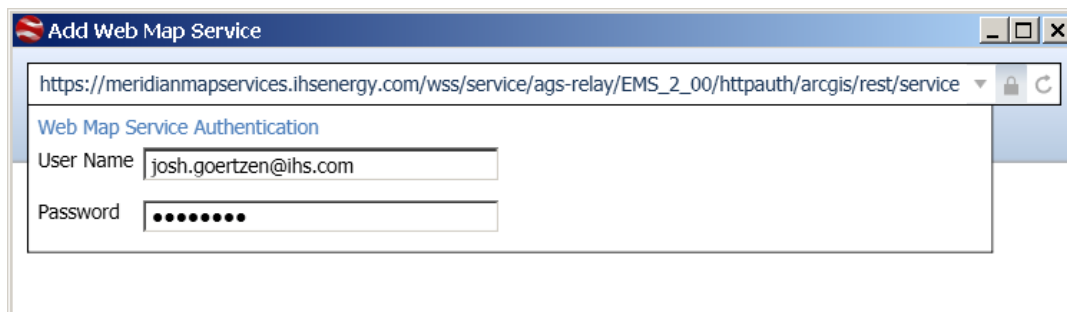 Add Web Map Service
https://meridianmapservices.ihsenergy.com/wss/service/ags-relay/EMS_2_00/httpauth/arcgis/rest/service
Web Map Service Authentication
User Name josh.goertzen@ihs.com
Password ••••••••